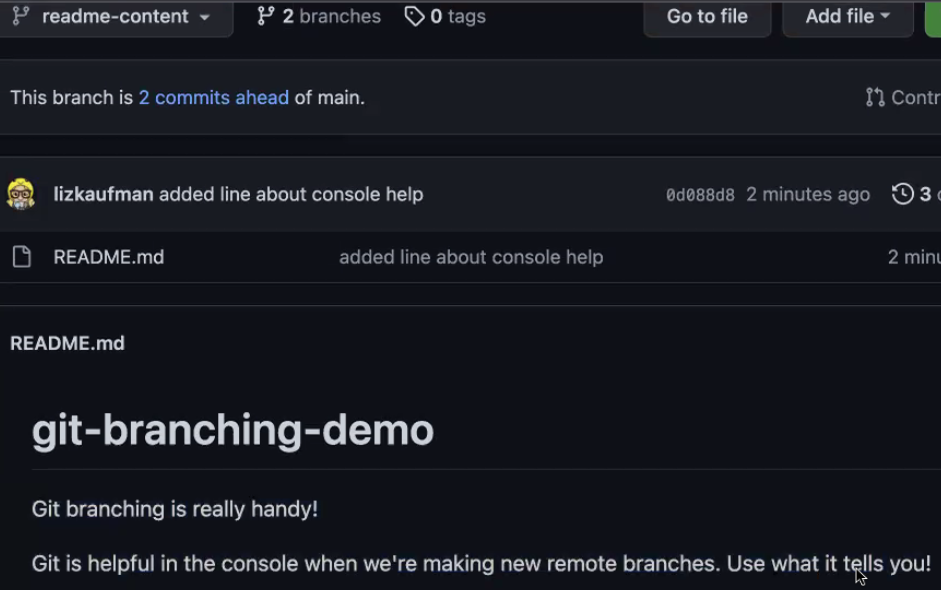 readme-content 2 branches 0 tags Go to file Add file
This branch is 2 commits ahead of main. Contr
lizkaufman added line about console help 0d088d8 2 minutes ago 3
README.md added line about console help 2 minu
README.md
git-branching-demo
Git branching is really handy!
Git is helpful in the console when we're making new remote branches. Use what it tells you!